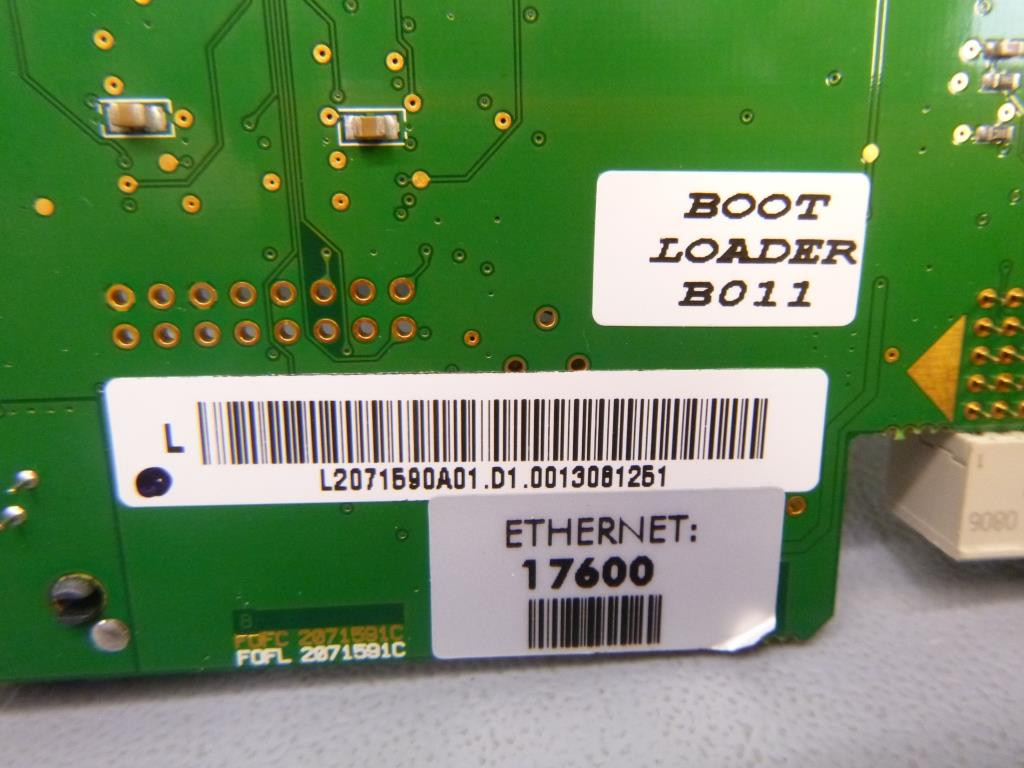 BOOT
LOADER
B011
L
L2071590A01.D1.0013081251
ETHERNET:
17600
B
FOFC 2071591C
FOFL 2071591C
9080